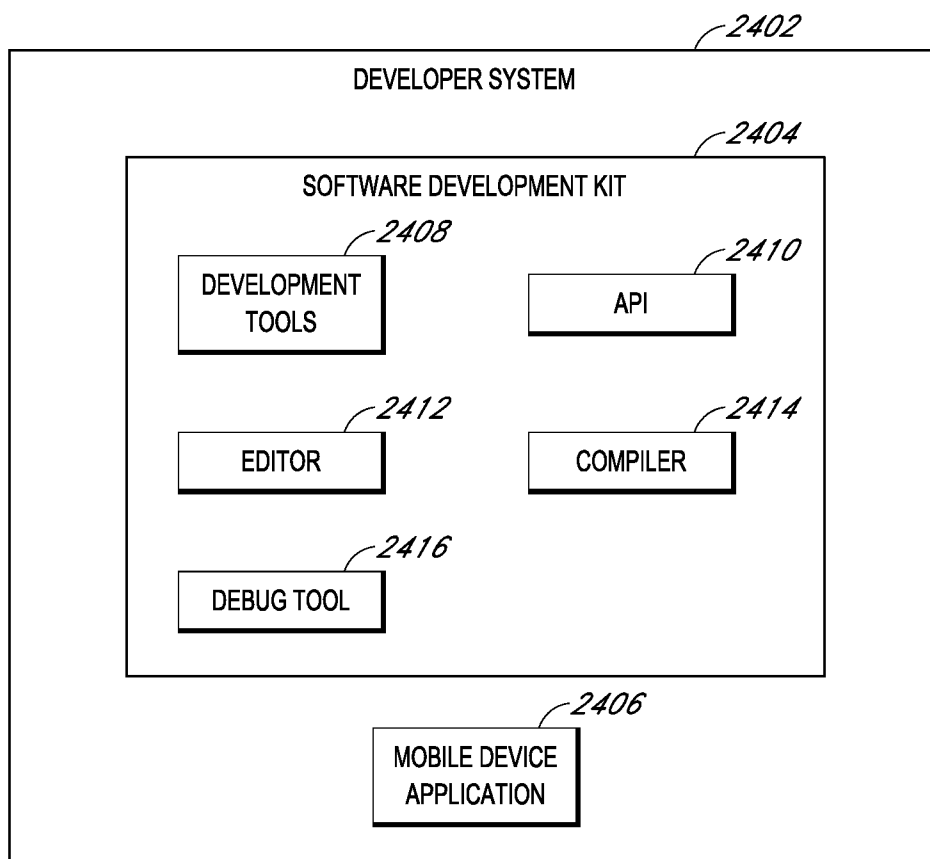 2402
DEVELOPER SYSTEM
2404
SOFTWARE DEVELOPMENT KIT
2408
DEVELOPMENT
TOOLS
2410
API
2412
EDITOR
2414
COMPILER
2416
DEBUG TOOL
2406
MOBILE DEVICE
APPLICATION